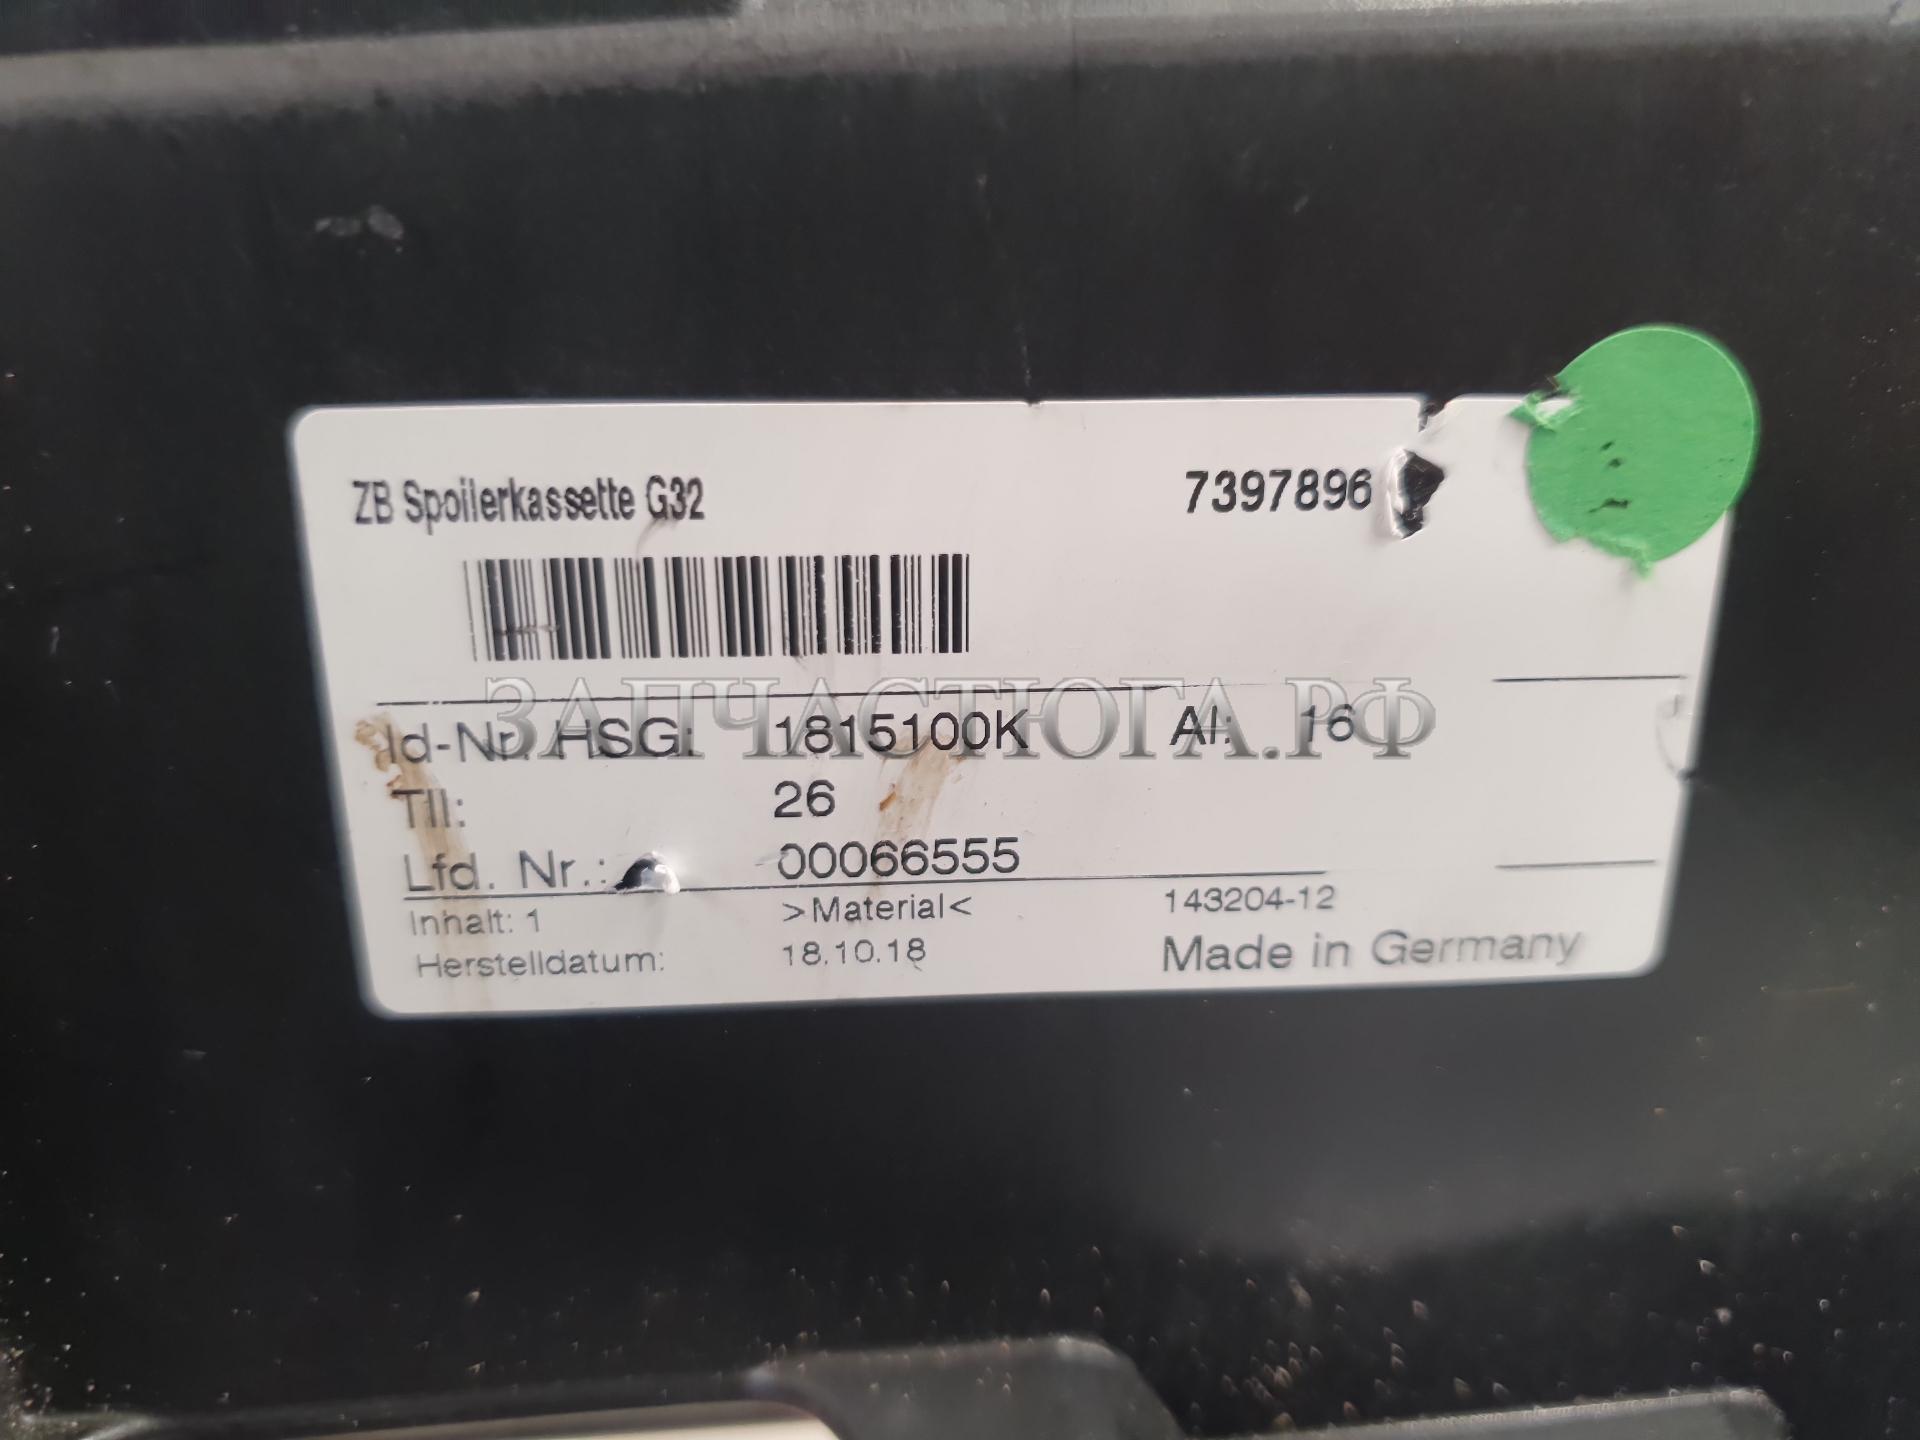 ZB Spoilerkassette G32 7397896
Id-Nr. HSG: 1815100K AI: 16
ЗАПЧАСТЮГА.РФ
TII: 26
Lfd. Nr.: 00066555
Inhalt: 1 >Material< 143204-12
Herstelldatum: 18.10.18 Made in Germany